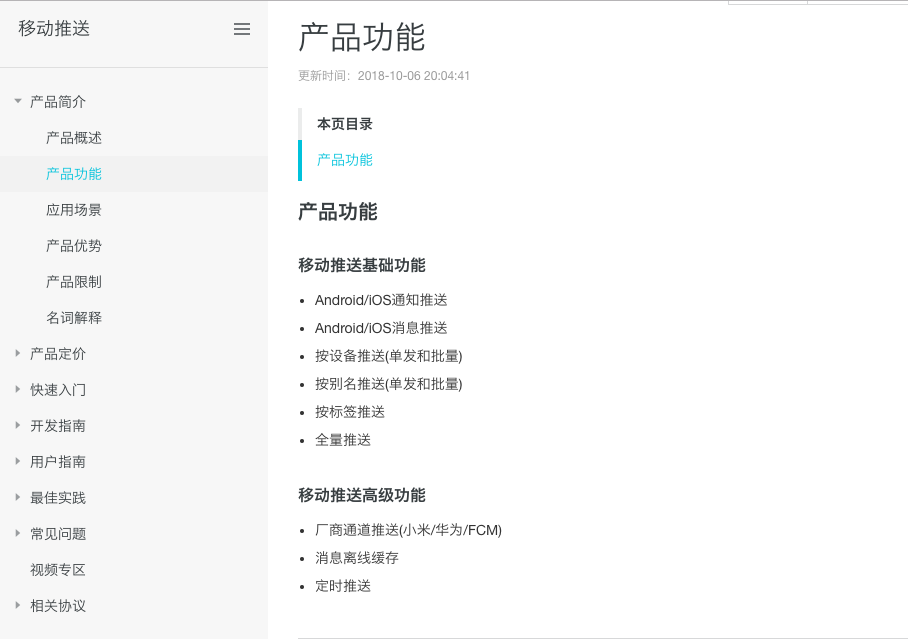 移动推送
产品简介
产品概述
产品功能
应用场景
产品优势
产品限制
名词解释
产品定价
快速入门
开发指南
用户指南
最佳实践
常见问题
视频专区
相关协议
产品功能
更新时间：2018-10-06 20:04:41
本页目录
产品功能
产品功能
移动推送基础功能
Android/iOS通知推送
Android/iOS消息推送
按设备推送(单发和批量)
按别名推送(单发和批量)
按标签推送
全量推送
移动推送高级功能
厂商通道推送(小米/华为/FCM)
消息离线缓存
定时推送